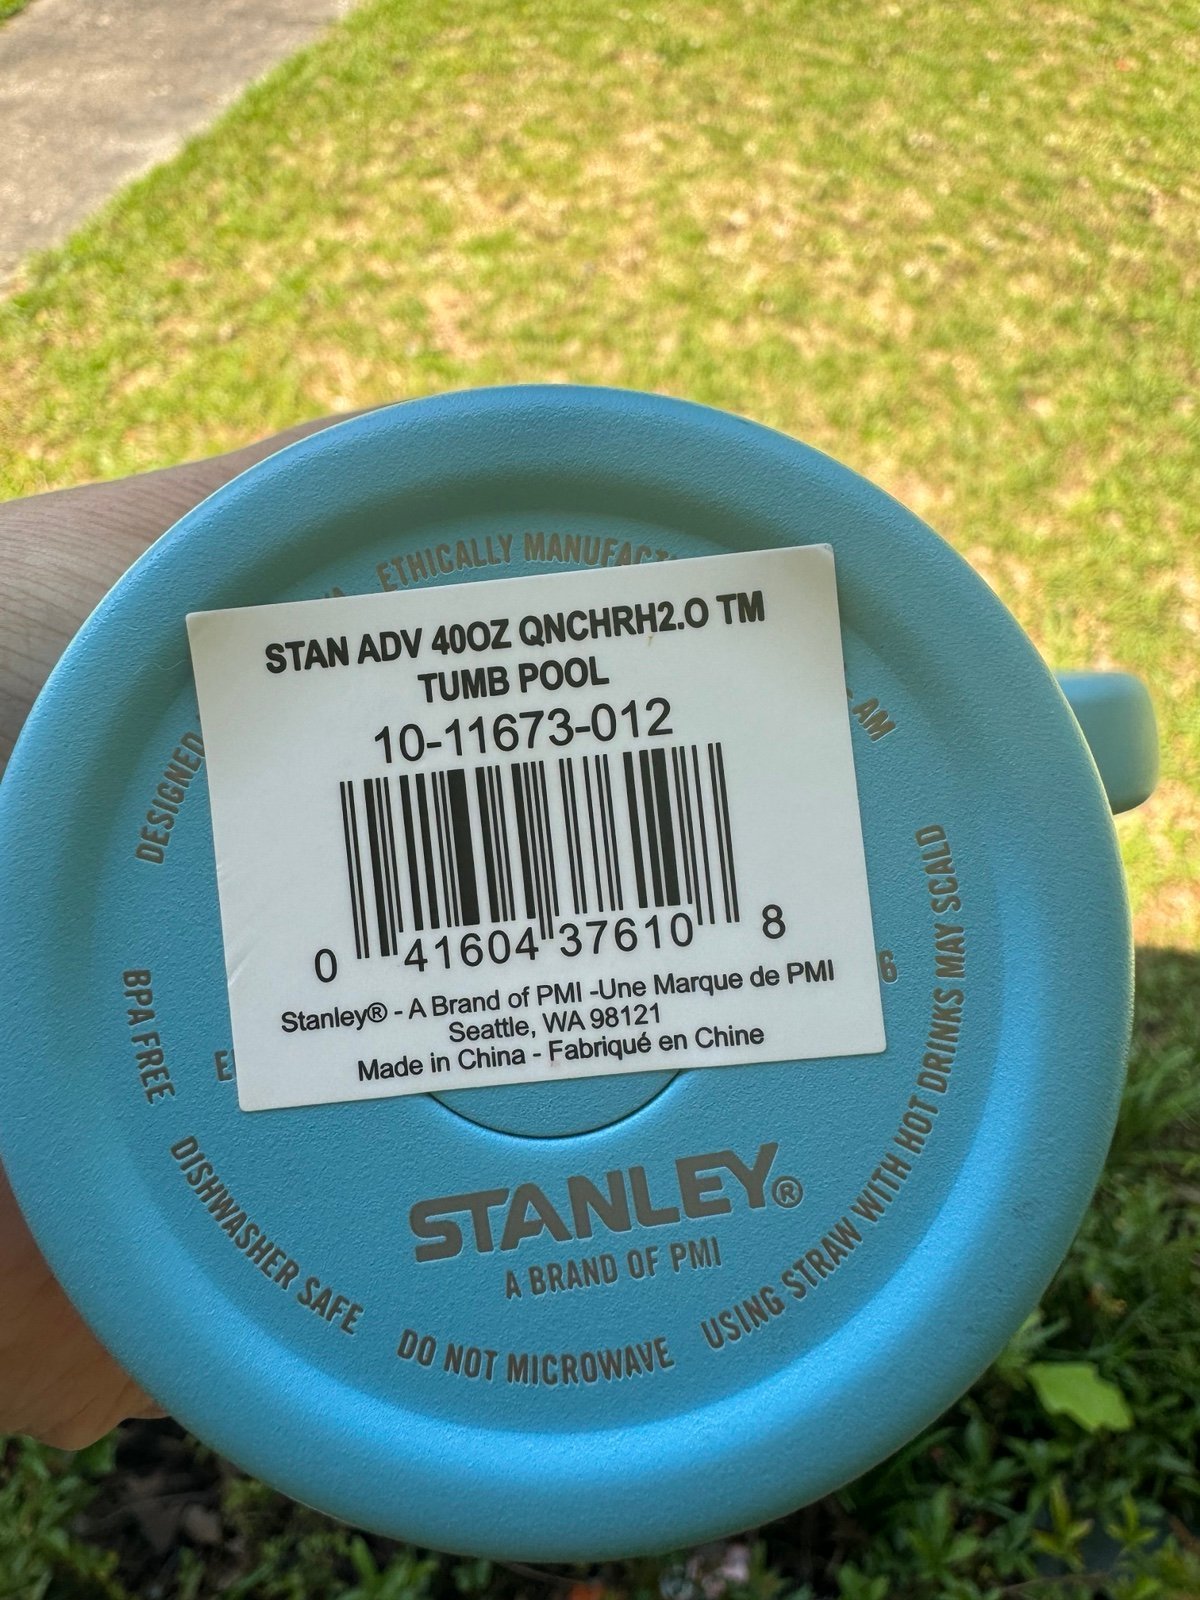 ETHICALLY
STAN ADV 40OZ QNCHRH2.O TM
TUMB POOL
10-11673-012
0 41604 37610 8
Stanley® - A Brand of PMI -Une Marque de PMI
Seattle, WA 98121
Made in China - Fabriqué en Chine
DESIGNED
BPA FREE
DISHWASHER SAFE
DO NOT MICROWAVE
USING STRAW WITH HOT DRINKS MAY SCALD
STANLEY®
A BRAND OF PMI